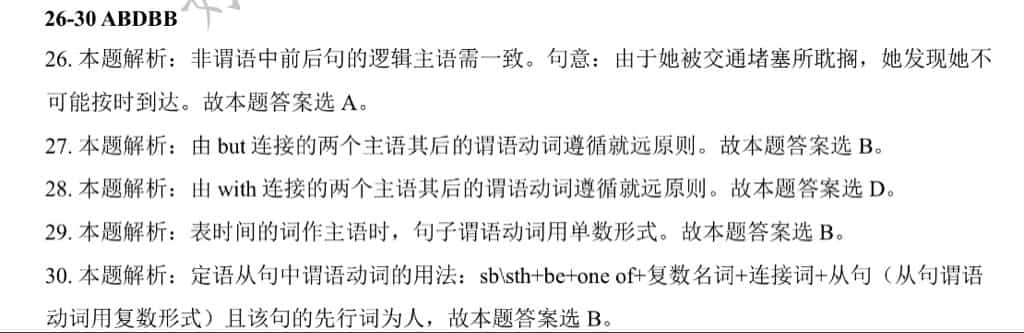 26-30 ABDBB
26. 本题解析：非谓语中前后句的逻辑主语需一致。句意：由于她被交通堵塞所耽搁，她发现她不
可能按时到达。故本题答案选 A。
27. 本题解析：由 but 连接的两个主语其后的谓语动词遵循就远原则。故本题答案选 B。
28. 本题解析：由 with 连接的两个主语其后的谓语动词遵循就远原则。故本题答案选 D。
29. 本题解析：表时间的词作主语时，句子谓语动词用单数形式。故本题答案选 B。
30. 本题解析：定语从句中谓语动词的用法：sb\sth+be+one of+复数名词+连接词+从句（从句谓语
动词用复数形式）且该句的先行词为人，故本题答案选 B。